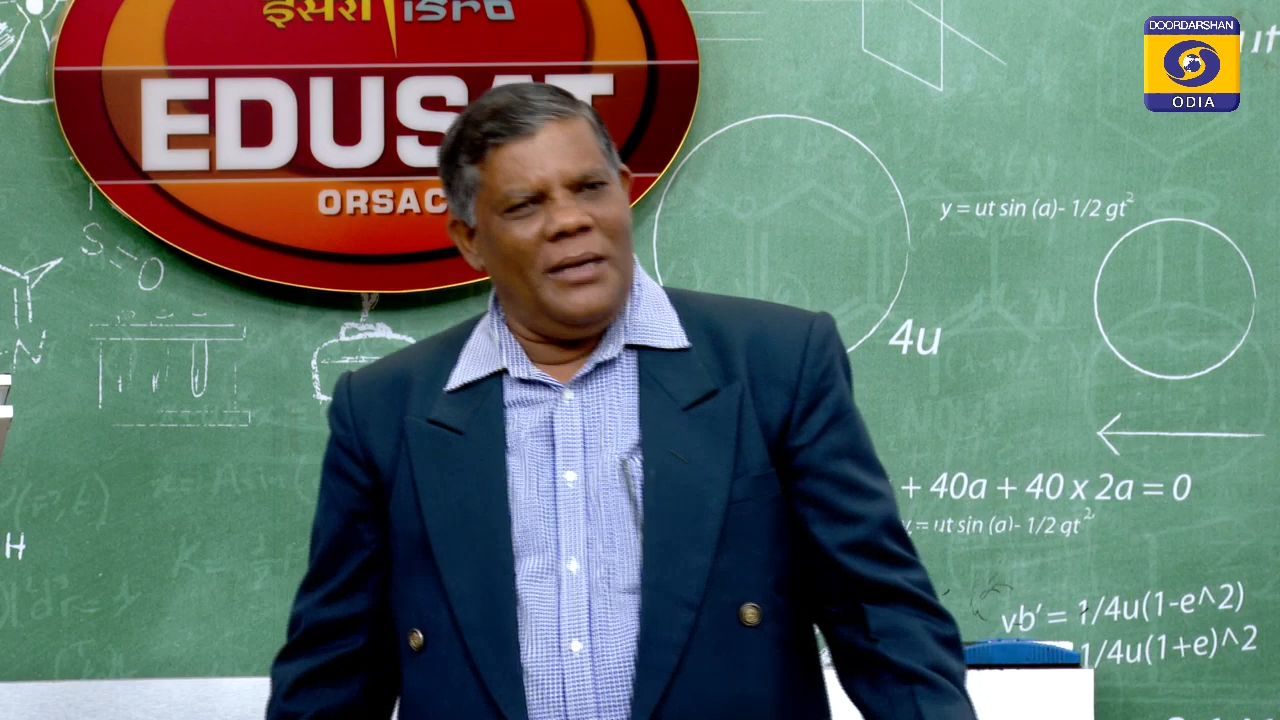 इसरो isro
EDUSAT
ORSAC
DOORDARSHAN
ODIA
ut
y = ut sin (a)- 1/2 gt²
S=O
N
4u
+ 40a + 40 x 2a = 0
y = ut sin (a)- 1/2 gt²
H
vb' = 1/4u(1-e^2)
1/4u(1+e)^2